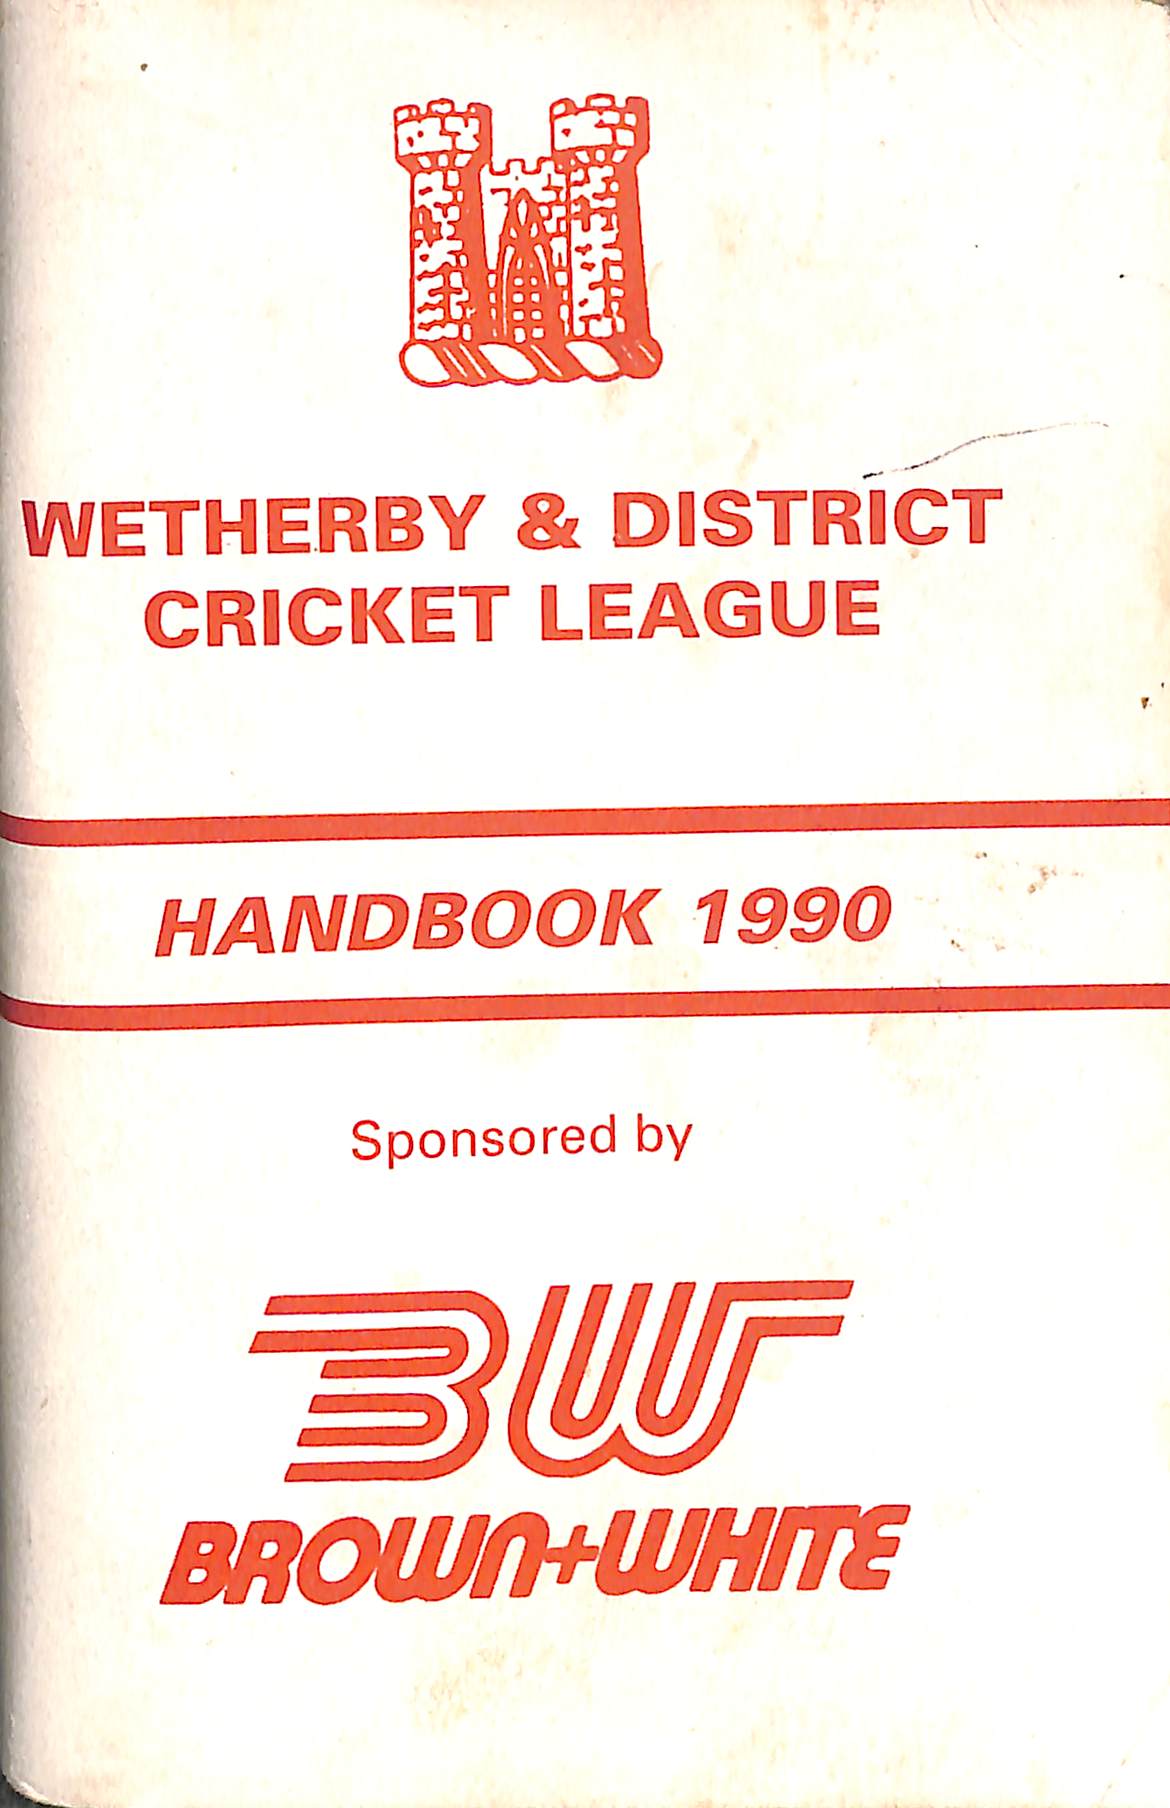 WETHERBY & DISTRICT
CRICKET LEAGUE
HANDBOOK 1990
Sponsored by
BW
BROWN+WHITE